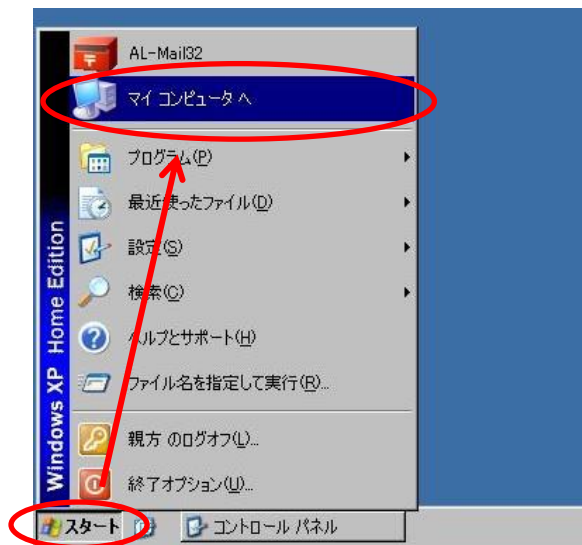 AL-Mail32
マイ コンピュータ へ
プログラム(P)
最近使ったファイル(D)
設定(S)
検索(C)
ヘルプとサポート(H)
ファイル名を指定して実行(R)...
親方 のログオフ(L)...
終了オプション(U)...
Windows XP Home Edition
スタート
コントロール パネル